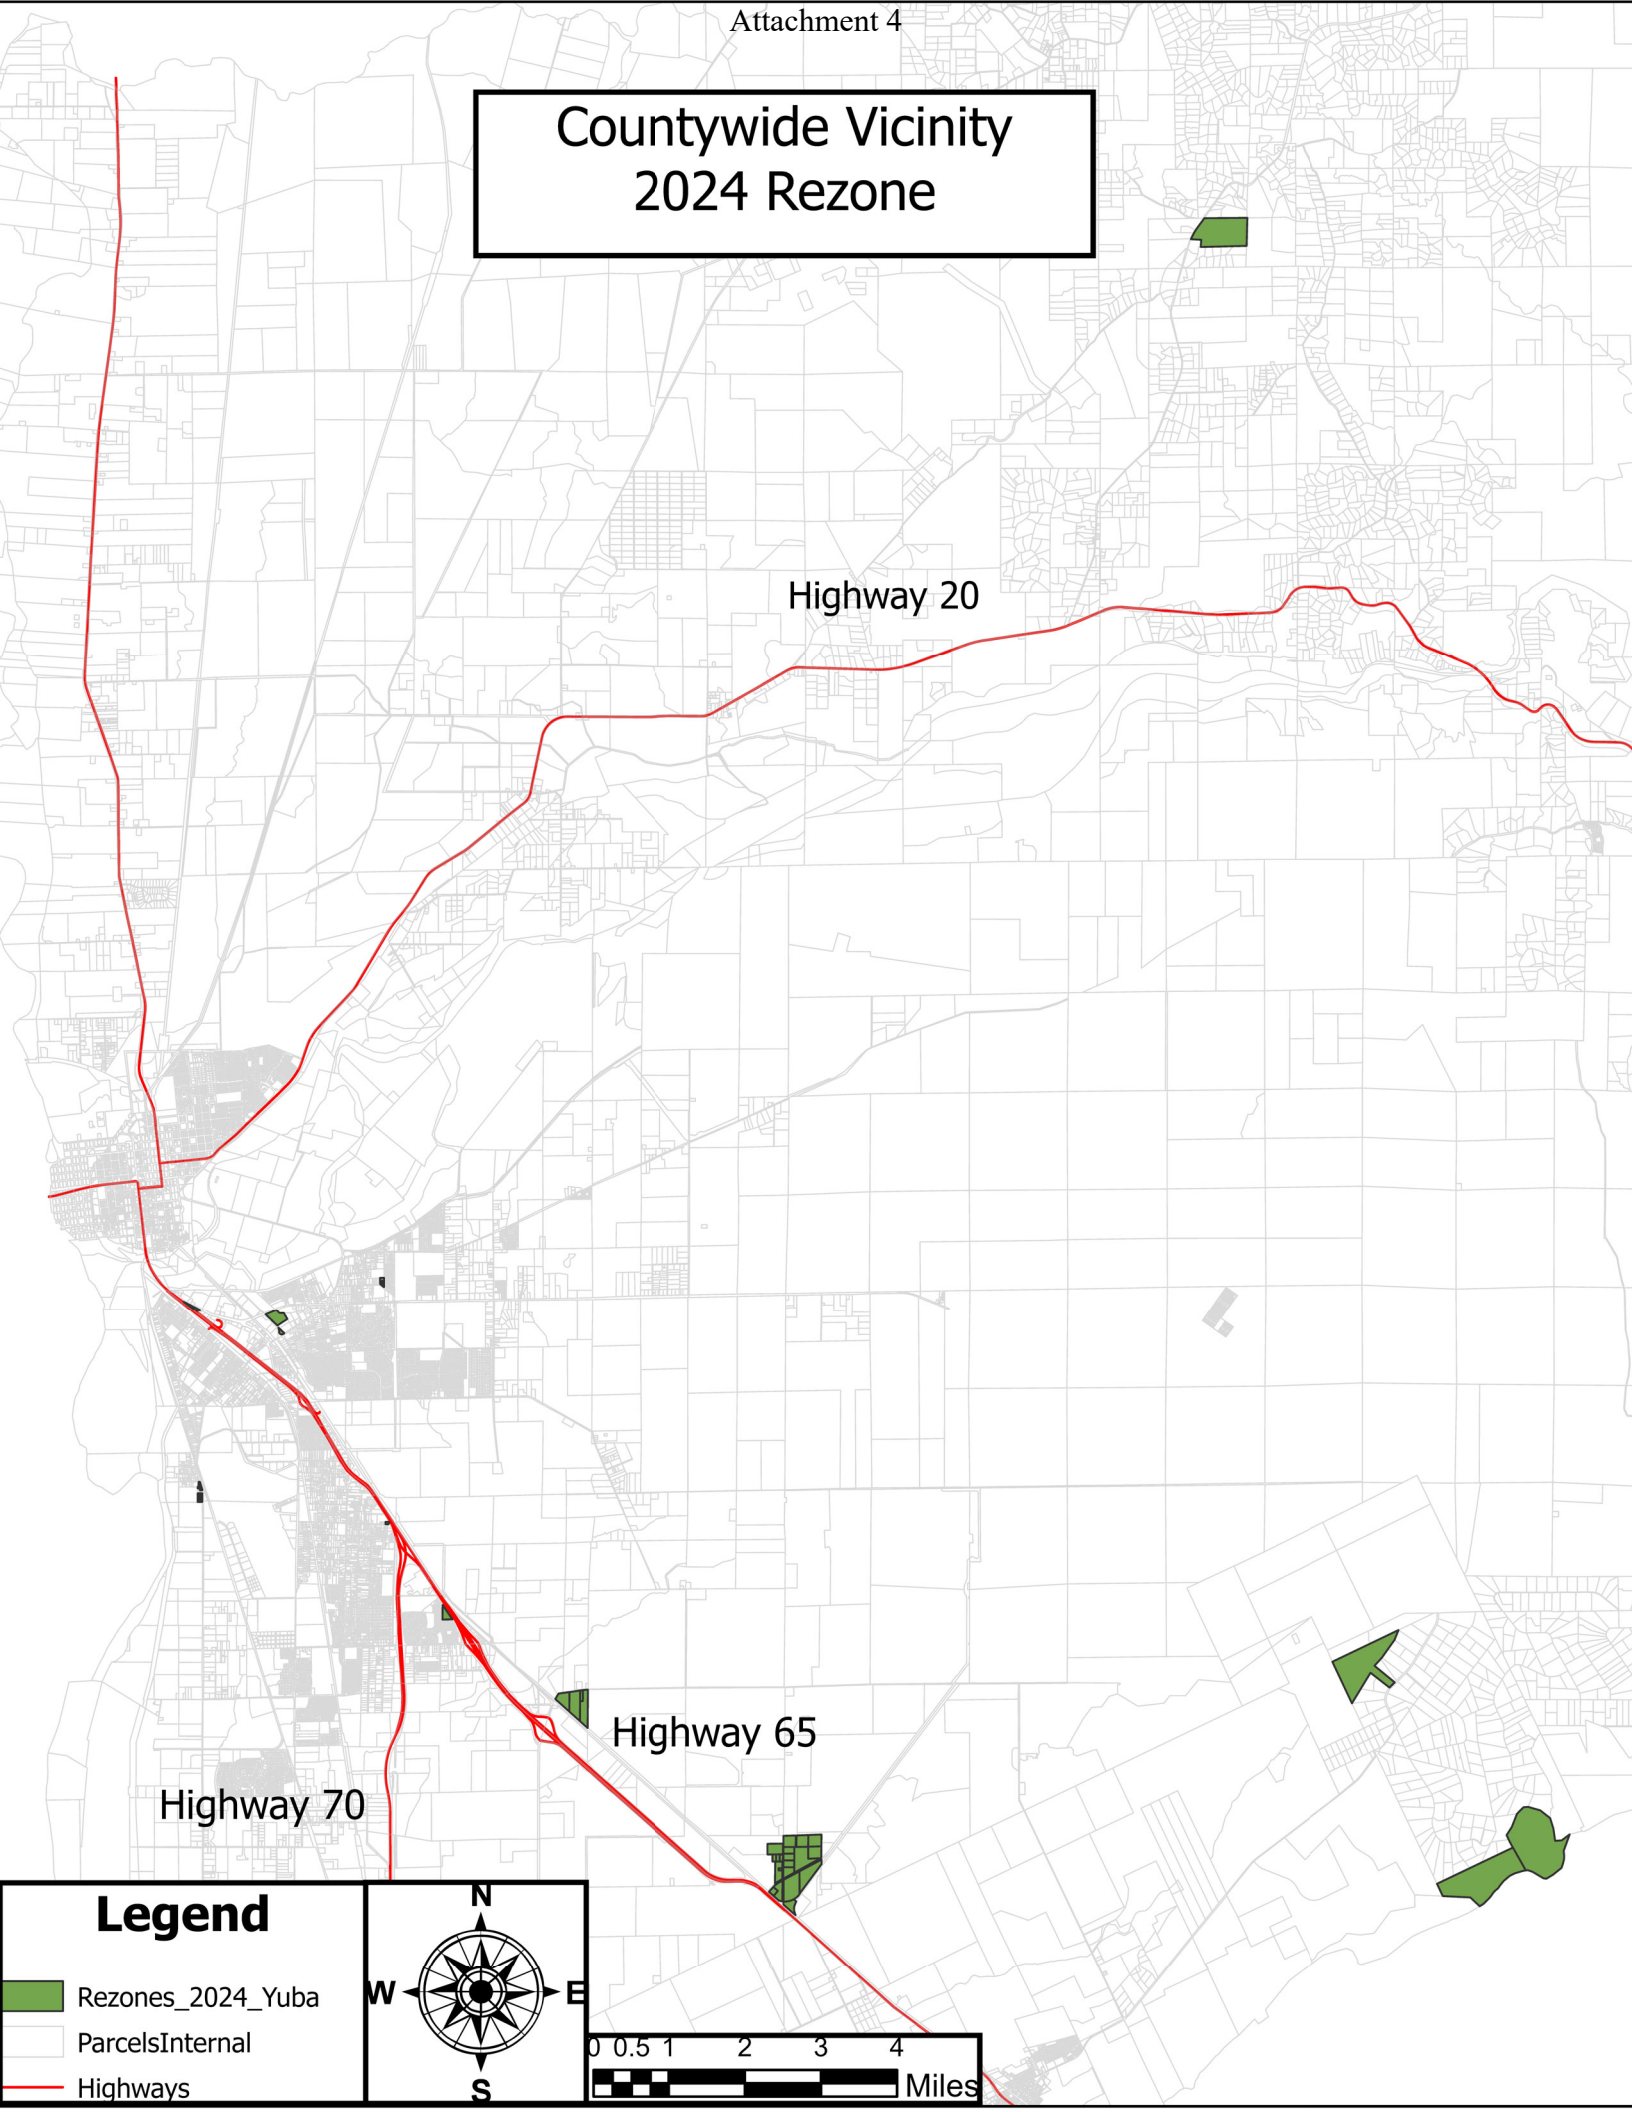 Attachment 4
Countywide Vicinity
2024 Rezone
Highway 20
Highway 65
Highway 70
Legend
Rezones_2024_Yuba
ParcelsInternal
Highways
N
W
E
S
0 0.5 1 2 3 4
Miles